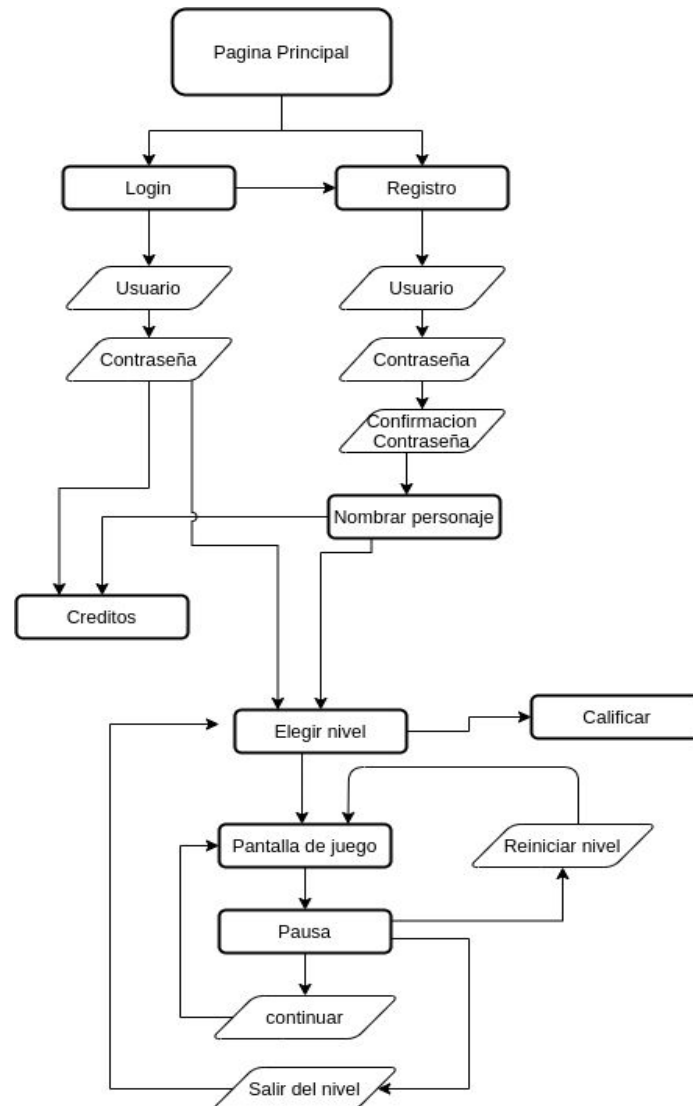 Pagina Principal
Login
Registro
Usuario
Usuario
Contraseña
Contraseña
Confirmacion
Contraseña
Nombrar personaje
Creditos
Elegir nivel
Calificar
Pantalla de juego
Reiniciar nivel
Pausa
continuar
Salir del nivel